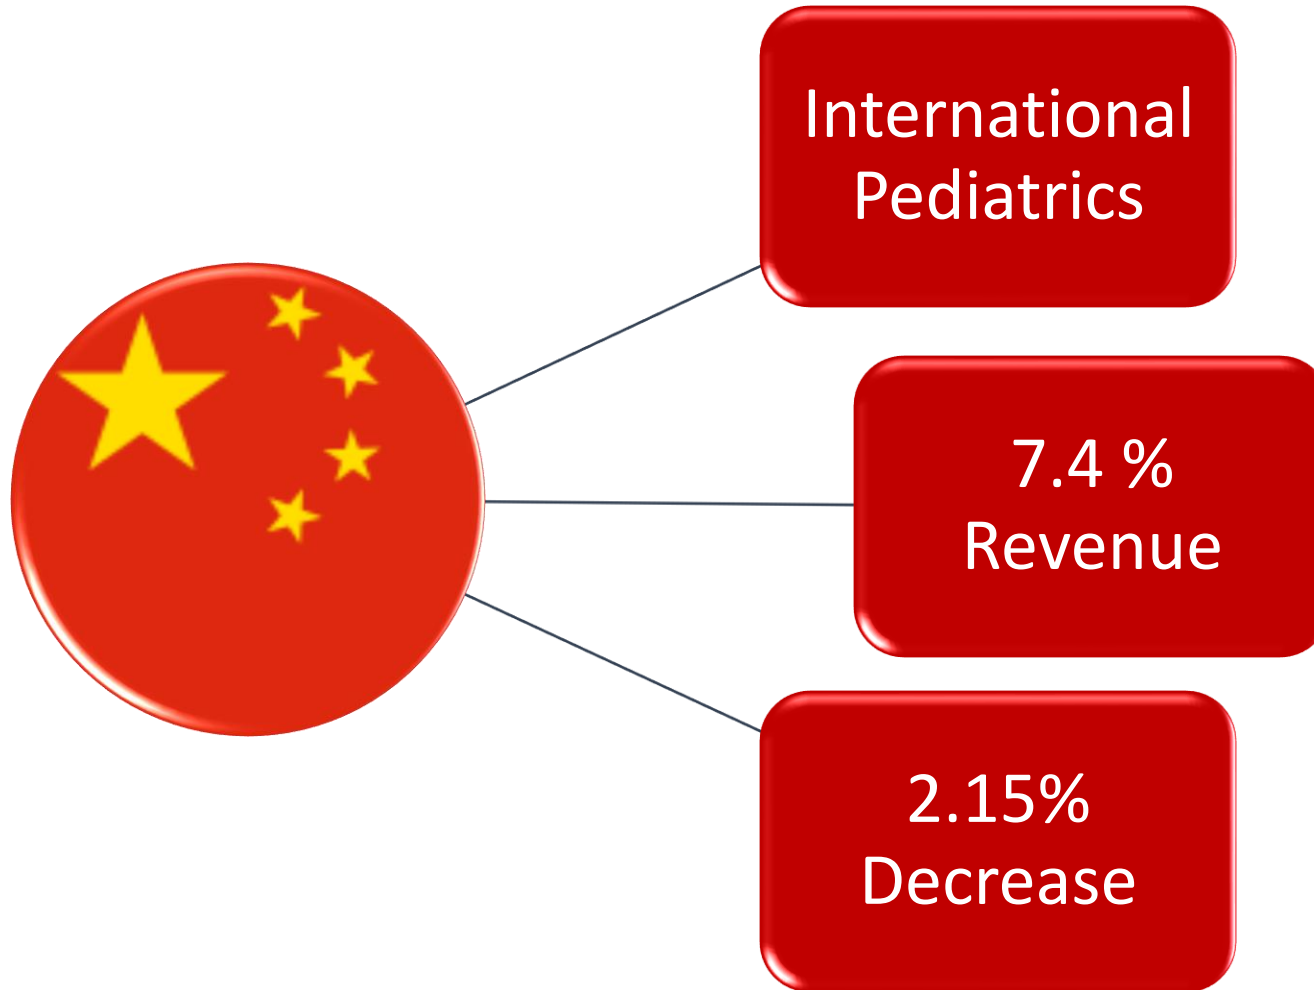 International
Pediatrics
7.4 %
Revenue
2.15%
Decrease